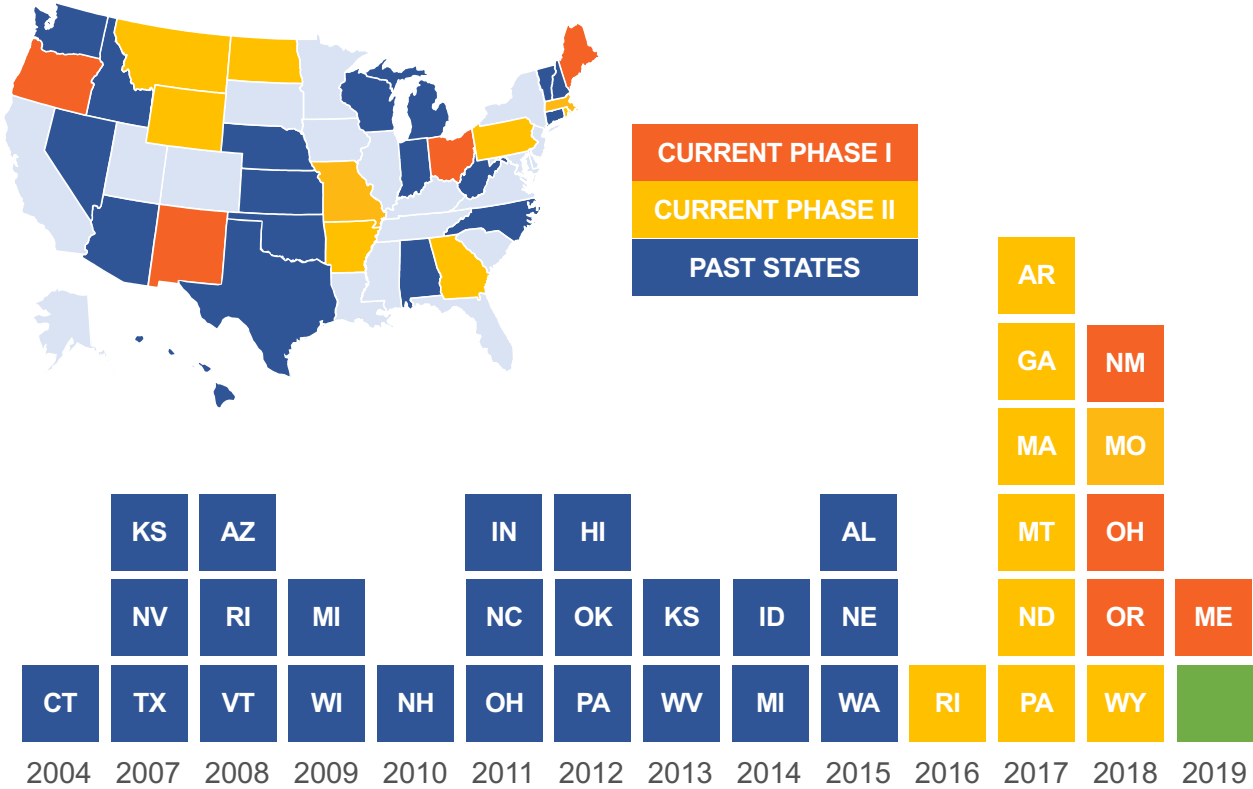 CURRENT PHASE I
CURRENT PHASE II
PAST STATES
AR
GA NM
MA MO
KS AZ IN HI AL MT OH
NV RI MI NC OK KS ID NE ND OR ME
CT TX VT WI NH OH PA WV MI WA RI PA WY
2004 2007 2008 2009 2010 2011 2012 2013 2014 2015 2016 2017 2018 2019